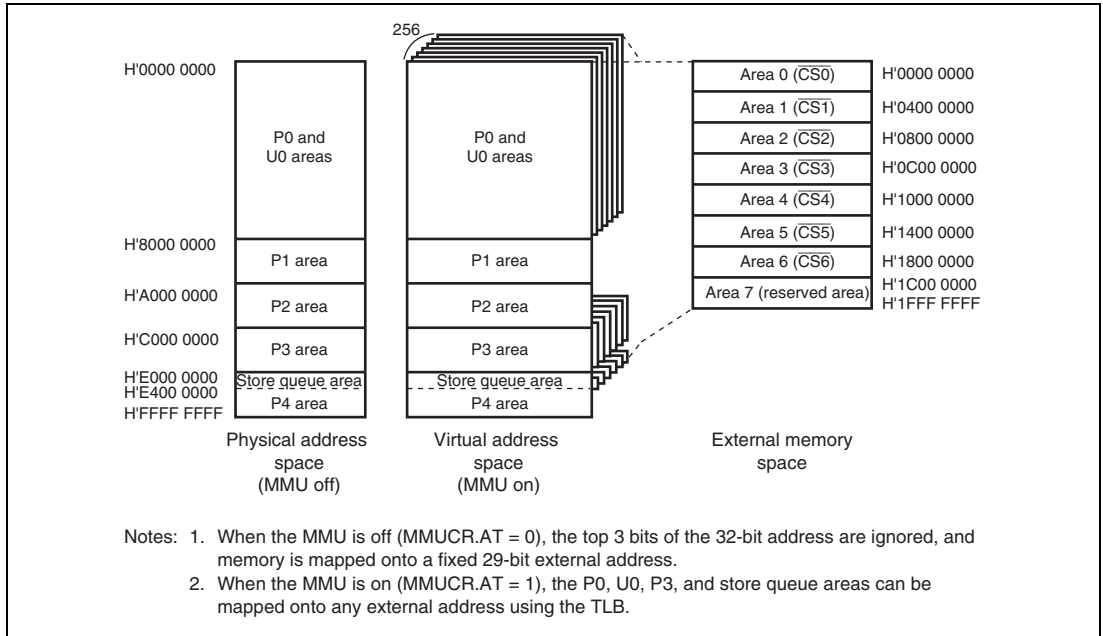 256
H'0000 0000
H'8000 0000
H'A000 0000
H'C000 0000
H'E000 0000
H'E400 0000
H'FFFF FFFF
P0 and
U0 areas
P1 area
P2 area
P3 area
Store queue area
P4 area
Physical address
space
(MMU off)
P0 and
U0 areas
P1 area
P2 area
P3 area
Store queue area
P4 area
Virtual address
space
(MMU on)
Area 0 (CS0)
Area 1 (CS1)
Area 2 (CS2)
Area 3 (CS3)
Area 4 (CS4)
Area 5 (CS5)
Area 6 (CS6)
Area 7 (reserved area)
H'0000 0000
H'0400 0000
H'0800 0000
H'0C00 0000
H'1000 0000
H'1400 0000
H'1800 0000
H'1C00 0000
H'1FFF FFFF
External memory
space
Notes: 1. When the MMU is off (MMUCR.AT = 0), the top 3 bits of the 32-bit address are ignored, and
memory is mapped onto a fixed 29-bit external address.
2. When the MMU is on (MMUCR.AT = 1), the P0, U0, P3, and store queue areas can be
mapped onto any external address using the TLB.